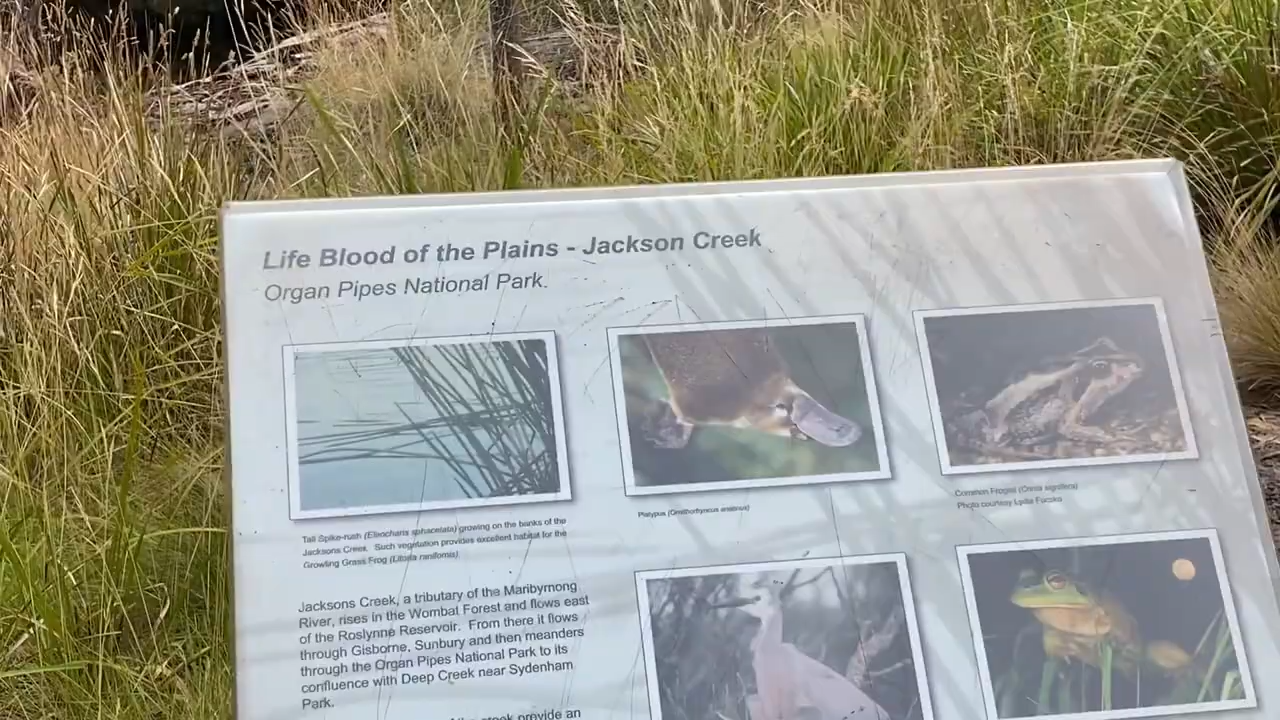 Life Blood of the Plains - Jackson Creek
Organ Pipes National Park.
Tall Spike-rush (Eleocharis sphacelata) growing on the banks of the
Jacksons Creek. Such vegetation provides excellent habitat for the
Growling Grass Frog (Litoria raniformis).
Platypus (Ornithorhyncus anatinus)
Common Froglet (Crinia signifera)
Photo courtesy Lydia Fucsko
Jacksons Creek, a tributary of the Maribyrnong
River, rises in the Wombat Forest and flows east
of the Roslynne Reservoir. From there it flows
through Gisborne, Sunbury and then meanders
through the Organ Pipes National Park to its
confluence with Deep Creek near Sydenham
Park.
provide an